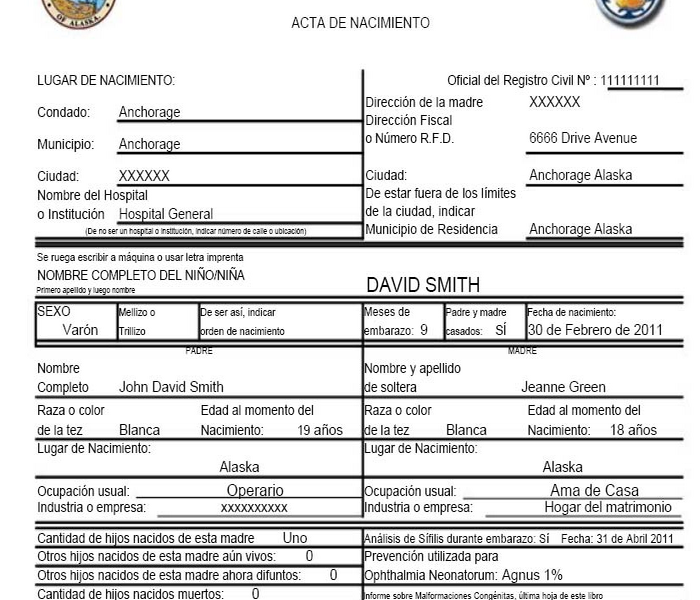 OF ALASKA.
ACTA DE NACIMIENTO
LUGAR DE NACIMIENTO:
Oficial del Registro Civil Nº : 111111111
Condado: Anchorage
Dirección de la madre XXXXXX
Dirección Fiscal
Municipio: Anchorage
o Número R.F.D. 6666 Drive Avenue
Ciudad: XXXXXX
Ciudad: Anchorage Alaska
Nombre del Hospital
De estar fuera de los límites
o Institución Hospital General
de la ciudad, indicar
(De no ser un hospital o institución, indicar número de calle o ubicación)
Municipio de Residencia Anchorage Alaska
Se ruega escribir a máquina o usar letra imprenta
NOMBRE COMPLETO DEL NIÑO/NIÑA
DAVID SMITH
Primero apellido y luego nombre
SEXO Mellizo o De ser así, indicar Meses de Padre y madre Fecha de nacimiento:
Varón Trillizo orden de nacimiento embarazo: 9 casados: SÍ 30 de Febrero de 2011
PADRE MADRE
Nombre Nombre y apellido
Completo John David Smith de soltera Jeanne Green
Raza o color Edad al momento del Raza o color Edad al momento del
de la tez Blanca Nacimiento: 19 años de la tez Blanca Nacimiento: 18 años
Lugar de Nacimiento: Lugar de Nacimiento:
Alaska Alaska
Ocupación usual: Operario Ocupación usual: Ama de Casa
Industria o empresa: xxxxxxxxxx Industria o empresa: Hogar del matrimonio
Cantidad de hijos nacidos de esta madre Uno Análisis de Sífilis durante embarazo: Sí Fecha: 31 de Abril 2011
Otros hijos nacidos de esta madre aún vivos: 0 Prevención utilizada para
Otros hijos nacidos de esta madre ahora difuntos: 0 Ophthalmia Neonatorum: Agnus 1%
Cantidad de hijos nacidos muertos: 0 Informe sobre Malformaciones Congénitas, última hoja de este libro